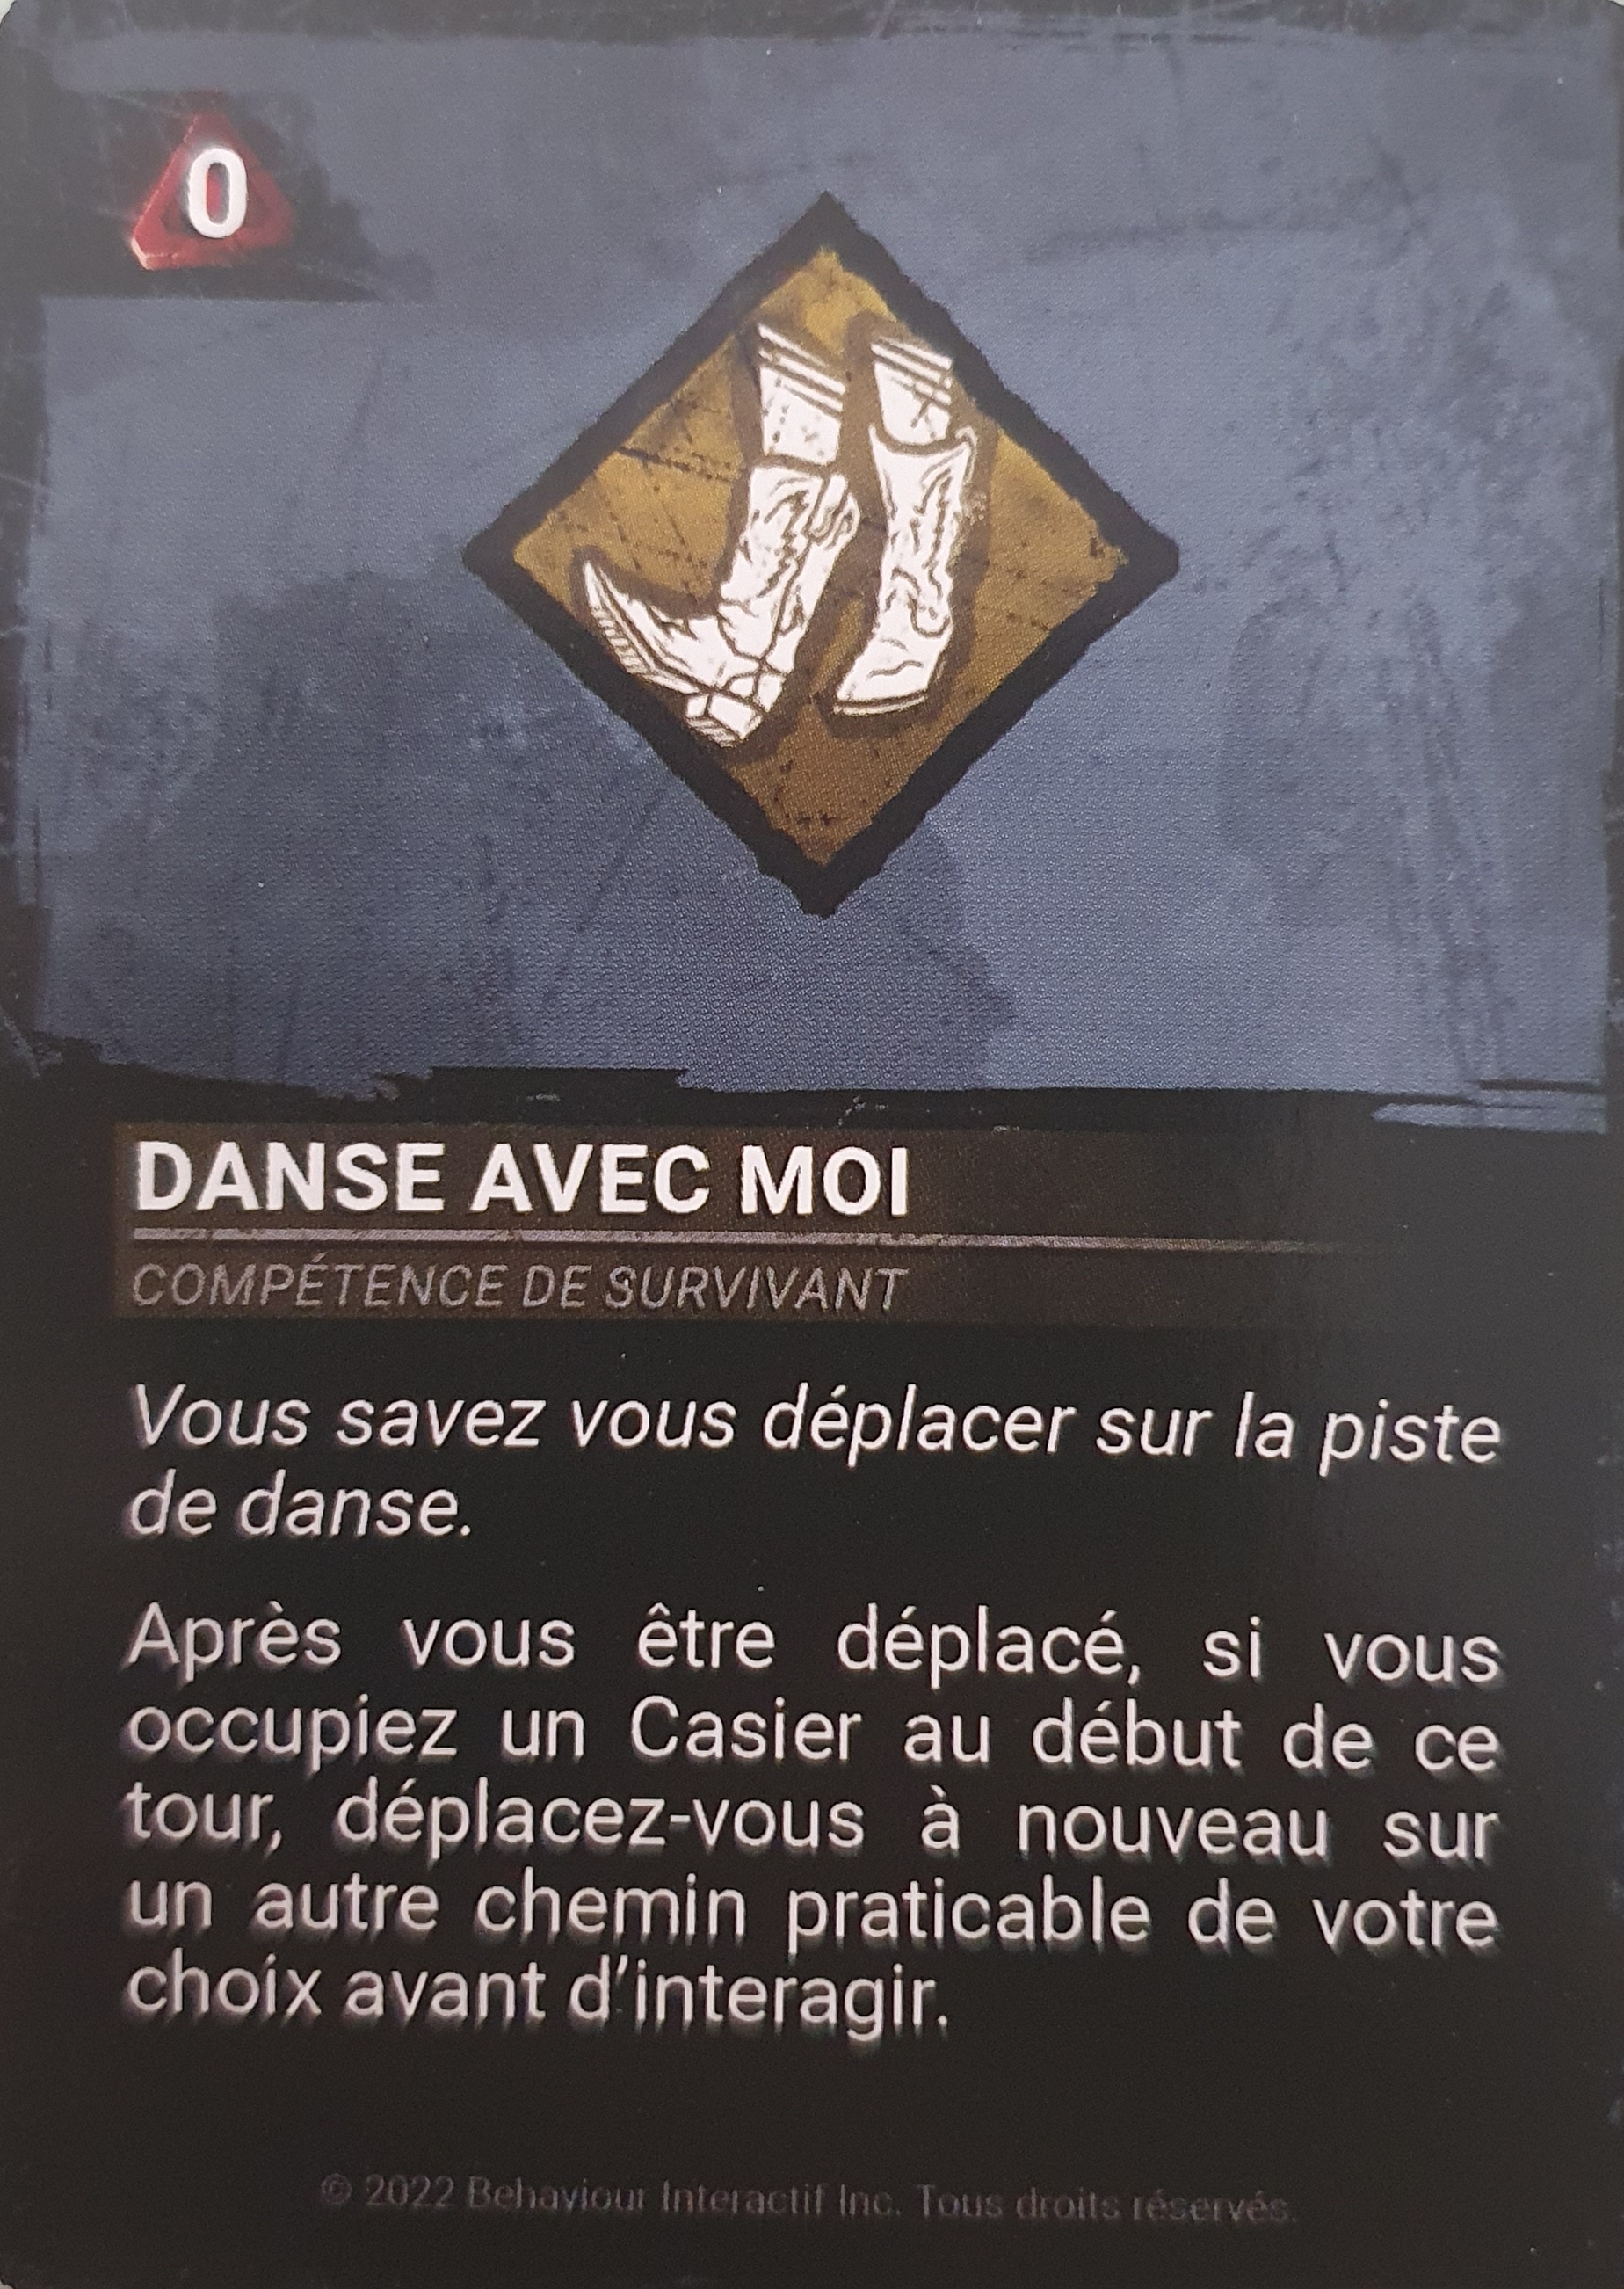 0
DANSE AVEC MOI
COMPÉTENCE DE SURVIVANT
Vous savez vous déplacer sur la piste
de danse.
Après vous être déplacé, si vous
occupiez un Casier au début de ce
tour, déplacez-vous à nouveau sur
un autre chemin praticable de votre
choix avant d'interagir.
© 2022 Behaviour Interactif Inc. Tous droits réservés.